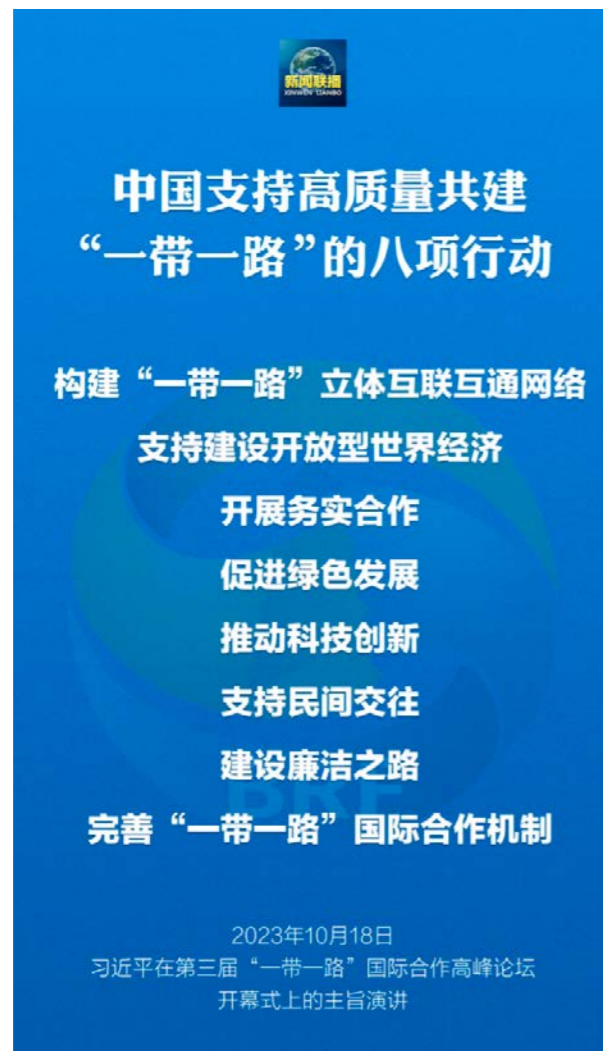 新闻联播
XINWEN LIANBO
中国支持高质量共建
“一带一路”的八项行动
构建“一带一路”立体互联互通网络
支持建设开放型世界经济
开展务实合作
促进绿色发展
推动科技创新
支持民间交往
建设廉洁之路
BRF
完善“一带一路”国际合作机制
2023年10月18日
习近平在第三届“一带一路”国际合作高峰论坛
开幕式上的主旨演讲